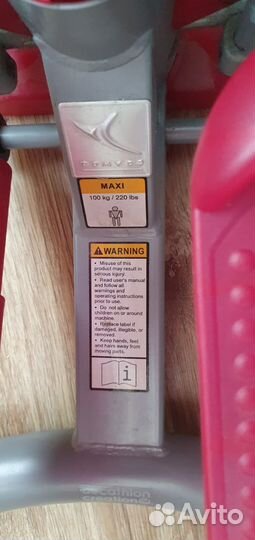 DOMYOS
MAXI
100 kg / 220 lbs
WARNING
• Misuse of this
product may result in
serious injury.
• Read user's manual
and follow all
warnings and
operating instructions
prior to use.
• Do not allow
children on or around
machine.
• Replace label if
damaged, illegible, or
removed.
• Keep hands, feet
and hairs away from
moving parts.
i
decathlon
creation
Avito